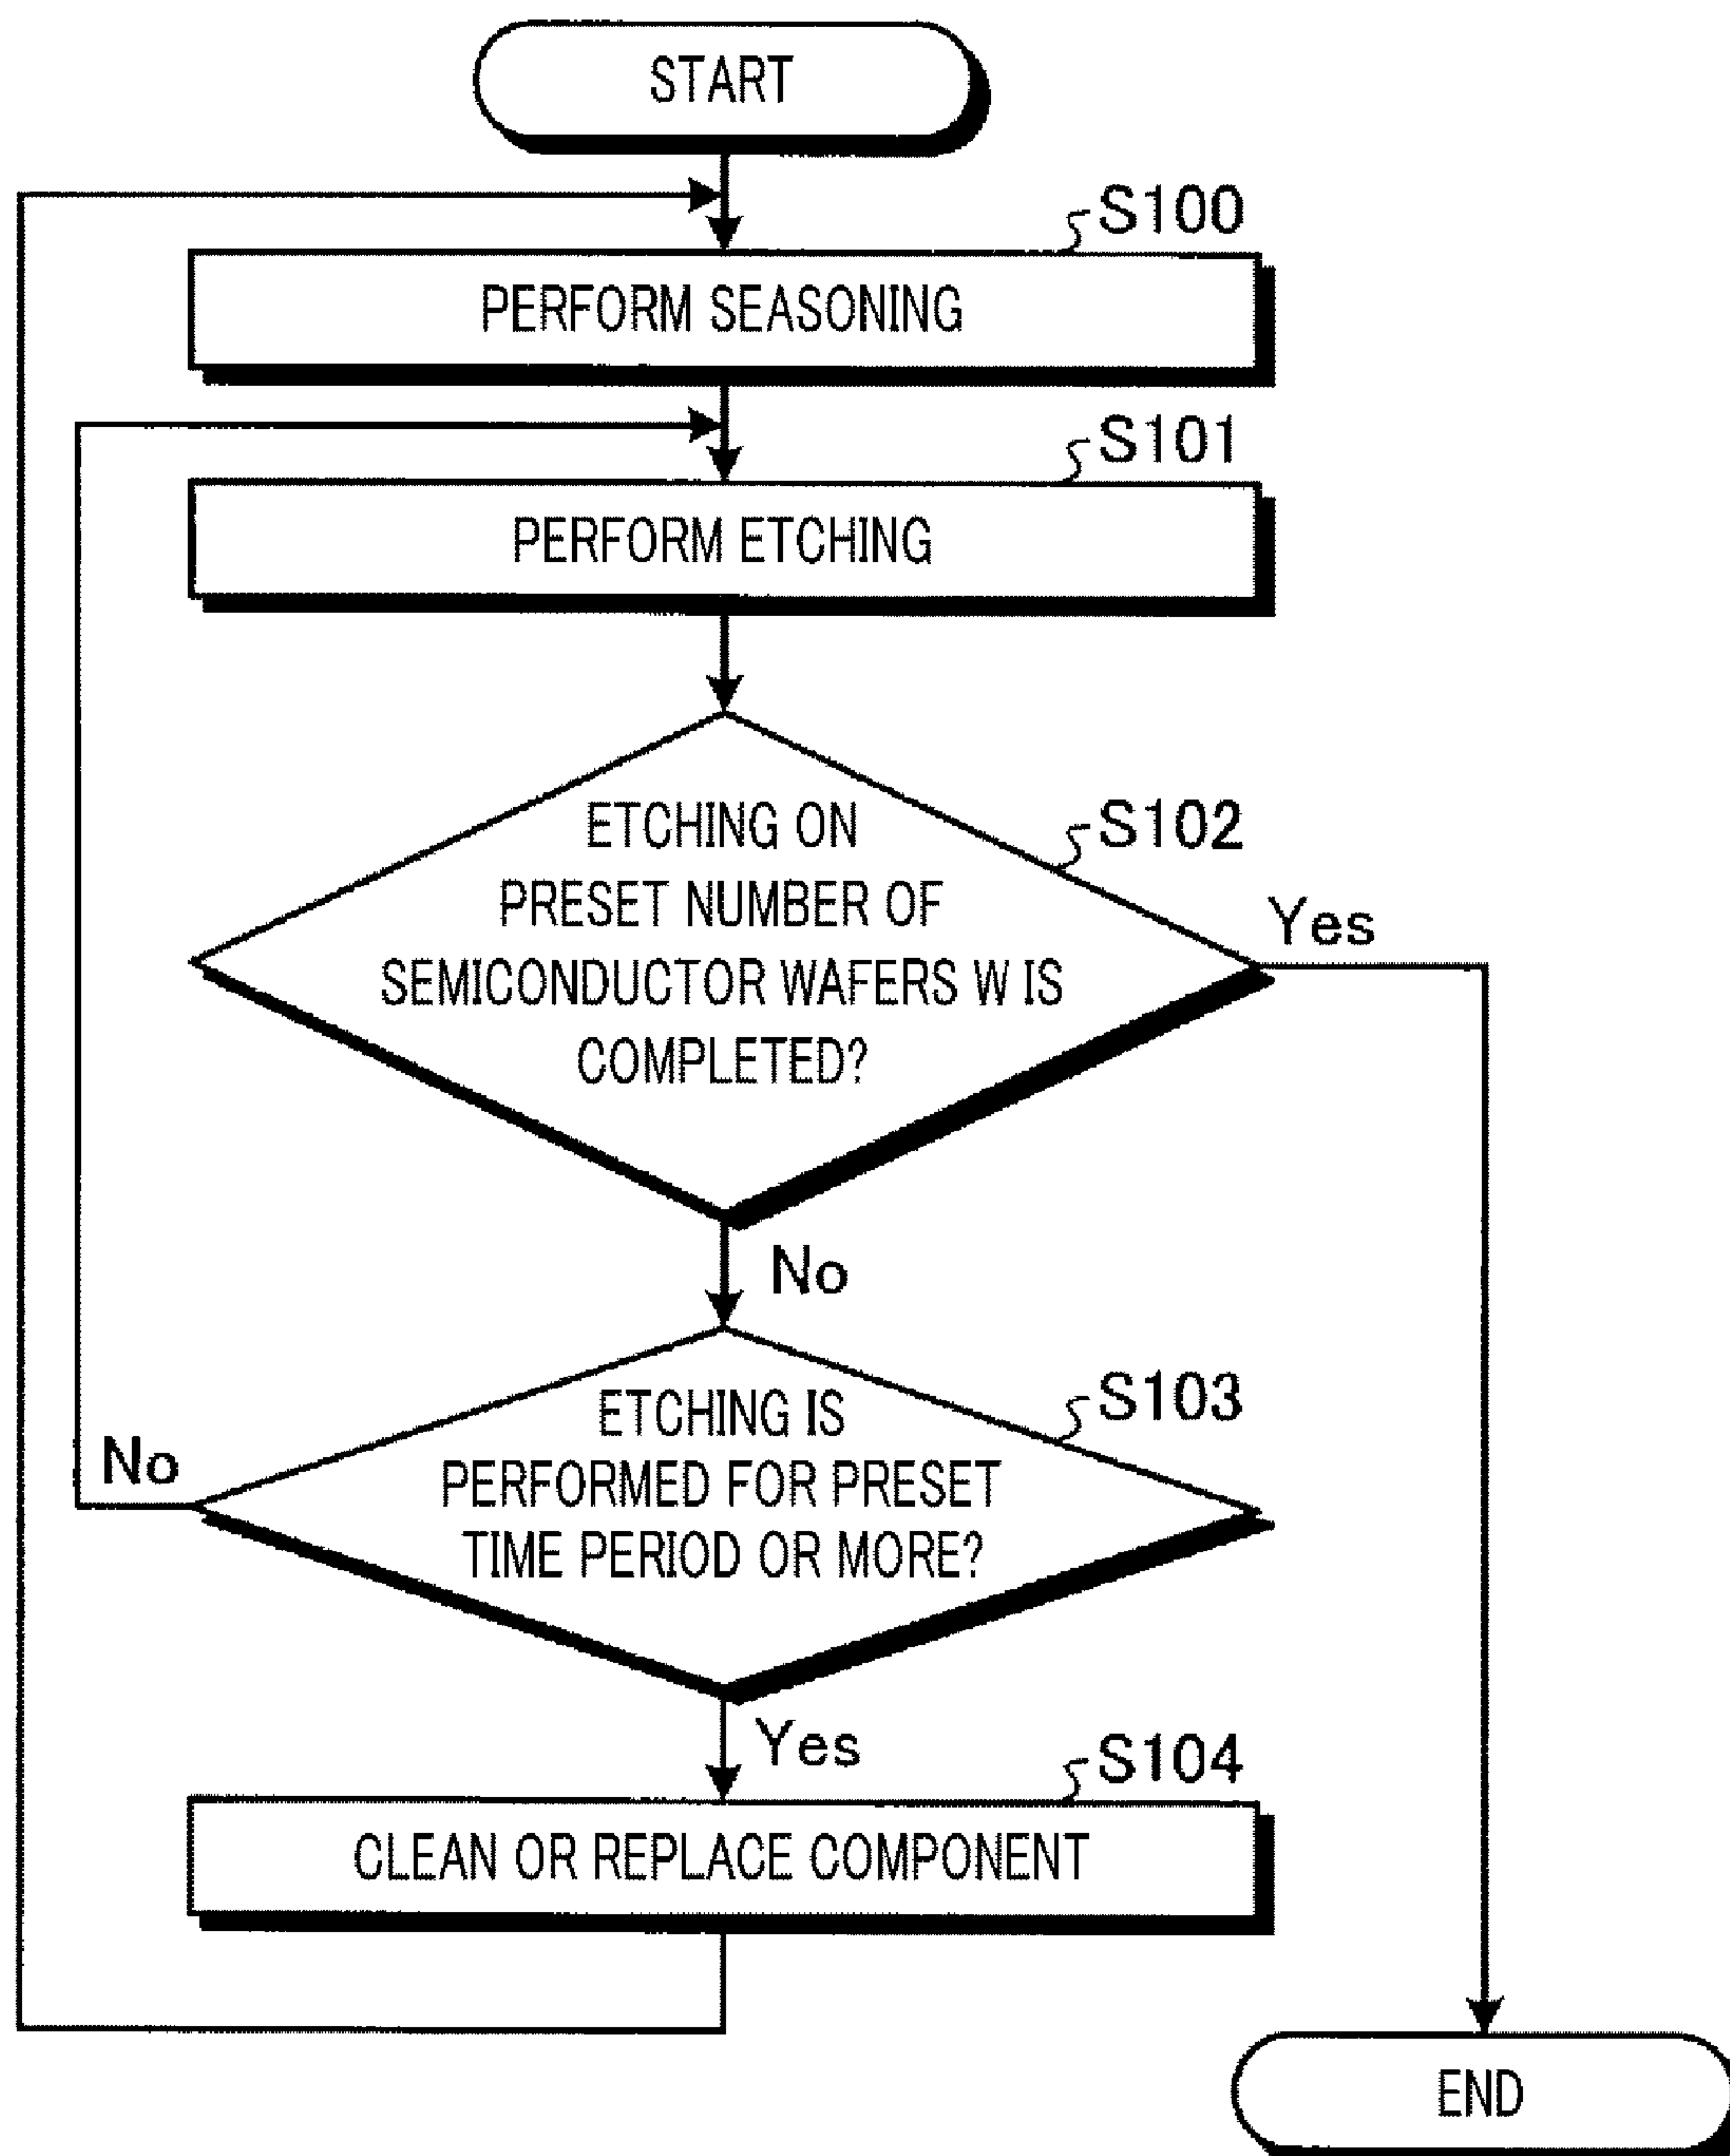 START
S100
PERFORM SEASONING
S101
PERFORM ETCHING
S102
ETCHING ON
PRESET NUMBER OF
SEMICONDUCTOR WAFERS W IS
COMPLETED?
Yes
No
S103
ETCHING IS
PERFORMED FOR PRESET
TIME PERIOD OR MORE?
No
Yes
S104
CLEAN OR REPLACE COMPONENT
END